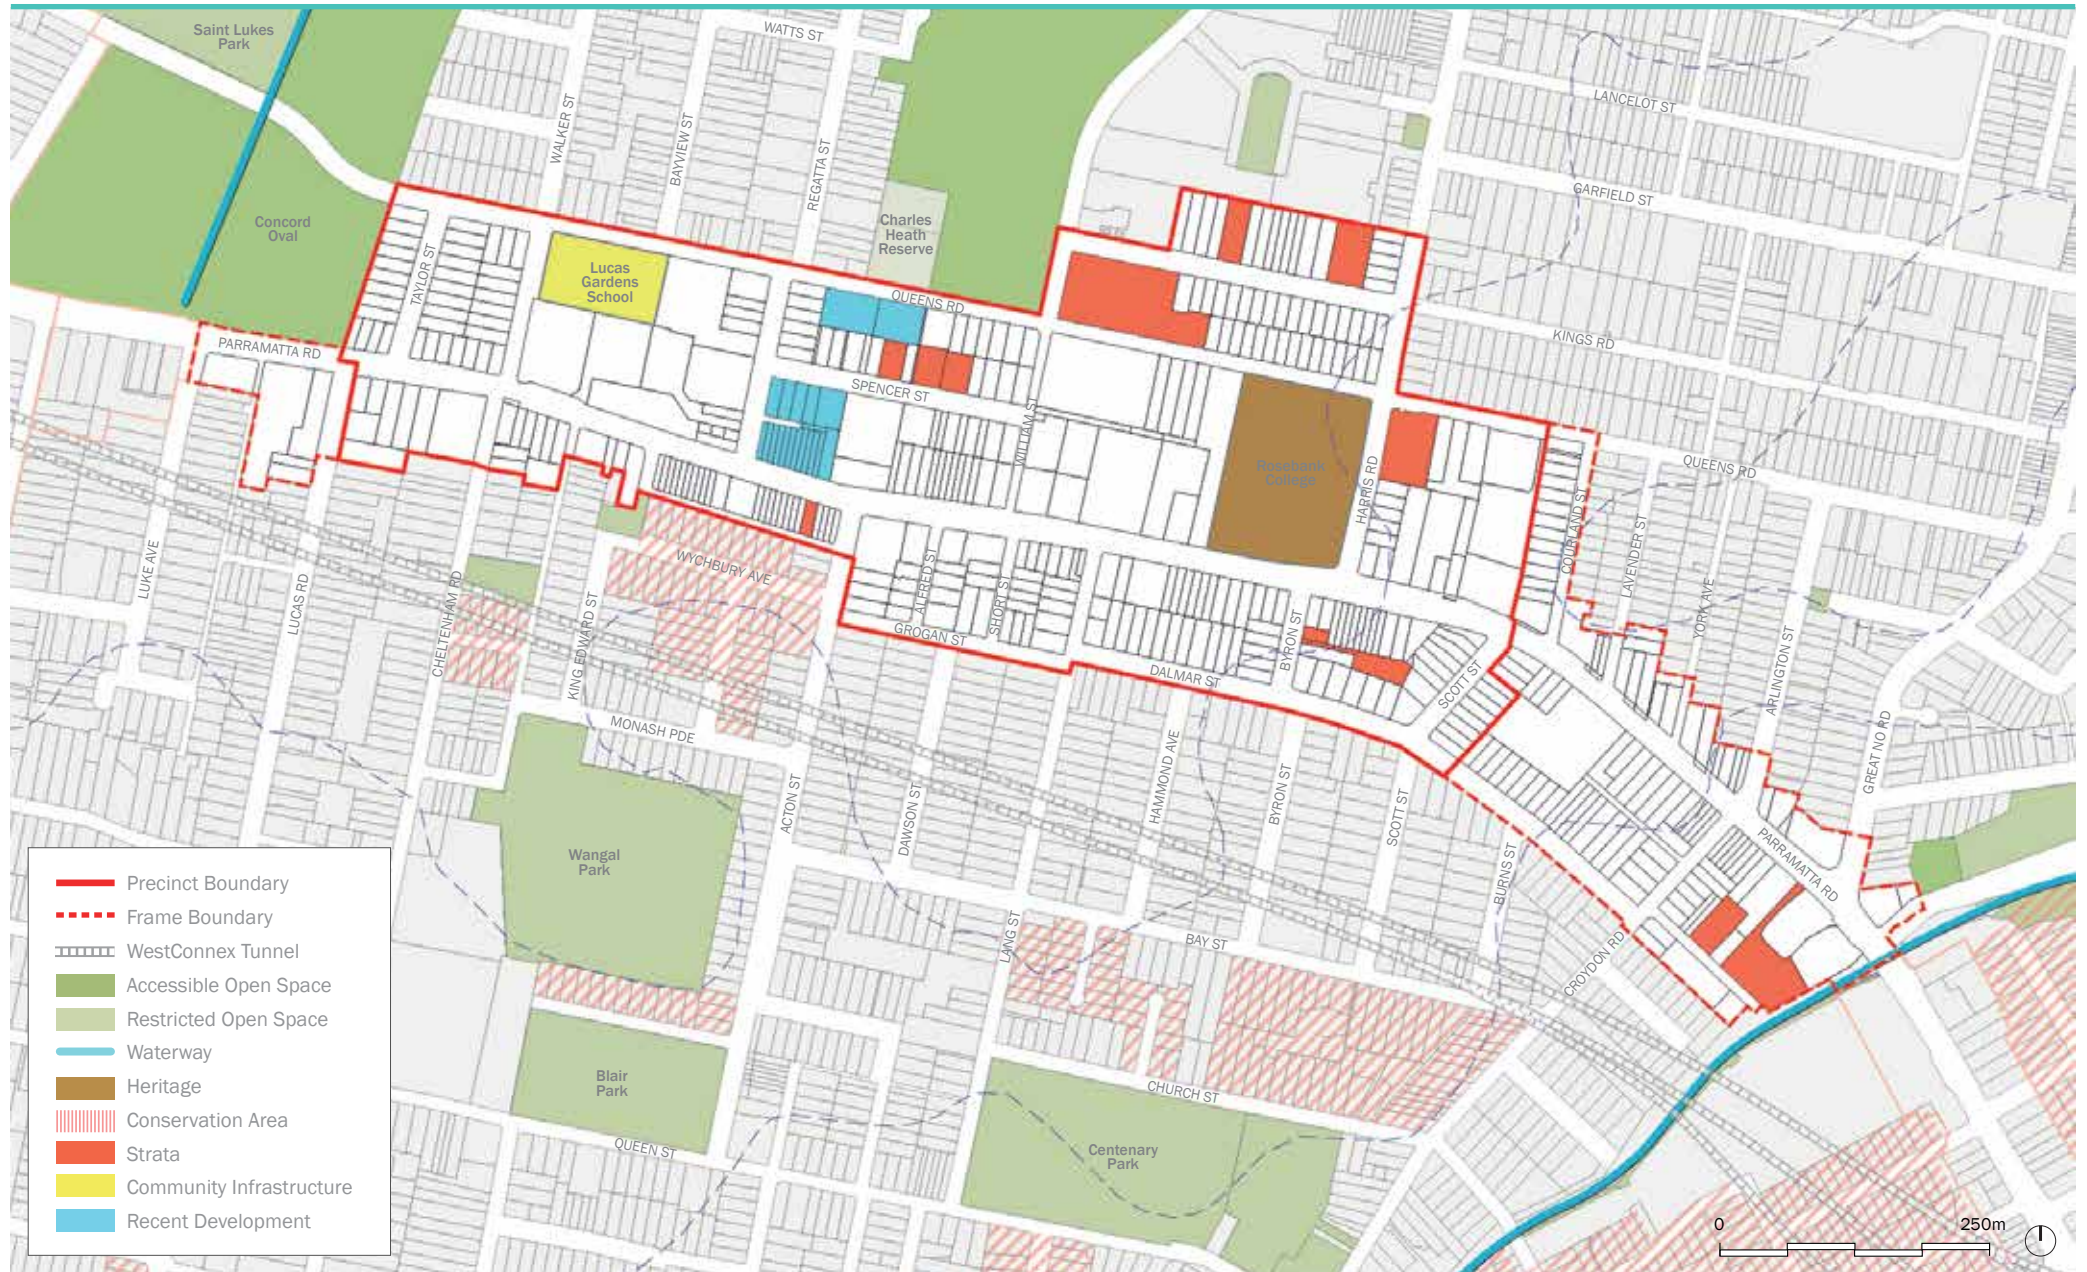 Saint Lukes
Park
WATTS ST
LANCELOT ST
WALKER ST
BAYVIEW ST
REGATTA ST
GARFIELD ST
Concord
Oval
Charles
Heath
Reserve
TAYLOR ST
Lucas
Gardens
School
QUEENS RD
KINGS RD
PARRAMATTA RD
SPENCER ST
WILLIAM ST
Rosebank
College
HARRIS RD
QUEENS RD
COURLAND ST
LAVENDER ST
WYCHBURY AVE
LUKE AVE
LUCAS RD
CHELTENHAM RD
KING EDWARD ST
ALFRED ST
SHORT ST
GROGAN ST
BYRON ST
YORK AVE
ARLINGTON ST
DALMAR ST
SCOTT ST
MONASH PDE
GREAT NO RD
ACTON ST
DAWSON ST
HAMMOND AVE
BYRON ST
SCOTT ST
BURNS ST
PARRAMATTA RD
Wangal
Park
LANG ST
BAY ST
CROYDON RD
Blair
Park
CHURCH ST
QUEEN ST
Centenary
Park
Precinct Boundary
Frame Boundary
WestConnex Tunnel
Accessible Open Space
Restricted Open Space
Waterway
Heritage
Conservation Area
Strata
Community Infrastructure
Recent Development
0 250m